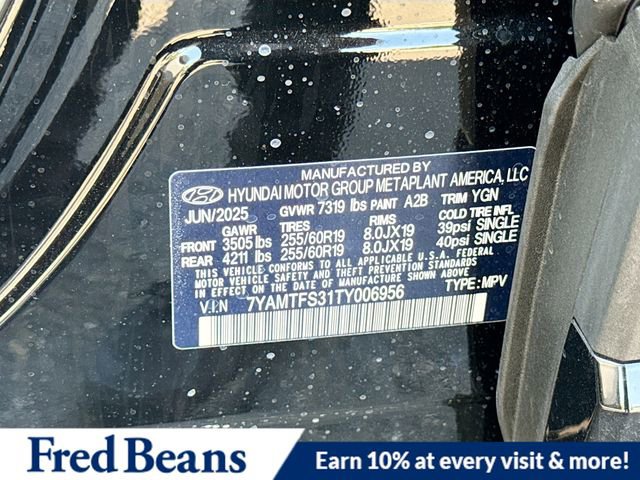 MANUFACTURED BY
HYUNDAI MOTOR GROUP METAPLANT AMERICA, LLC
JUN/2025 GVWR 7319 lbs PAINT A2B TRIM YGN
GAWR TIRES RIMS COLD TIRE INFL
FRONT 3505 lbs 255/60R19 8.0JX19 39psi SINGLE
REAR 4211 lbs 255/60R19 8.0JX19 40psi SINGLE
THIS VEHICLE CONFORMS TO ALL APPLICABLE U.S.A. FEDERAL
MOTOR VEHICLE SAFETY AND THEFT PREVENTION STANDARDS
IN EFFECT ON THE DATE OF MANUFACTURE SHOWN ABOVE.
V.I.N 7YAMTFS31TY006956 TYPE: MPV
Fred Beans Earn 10% at every visit & more!